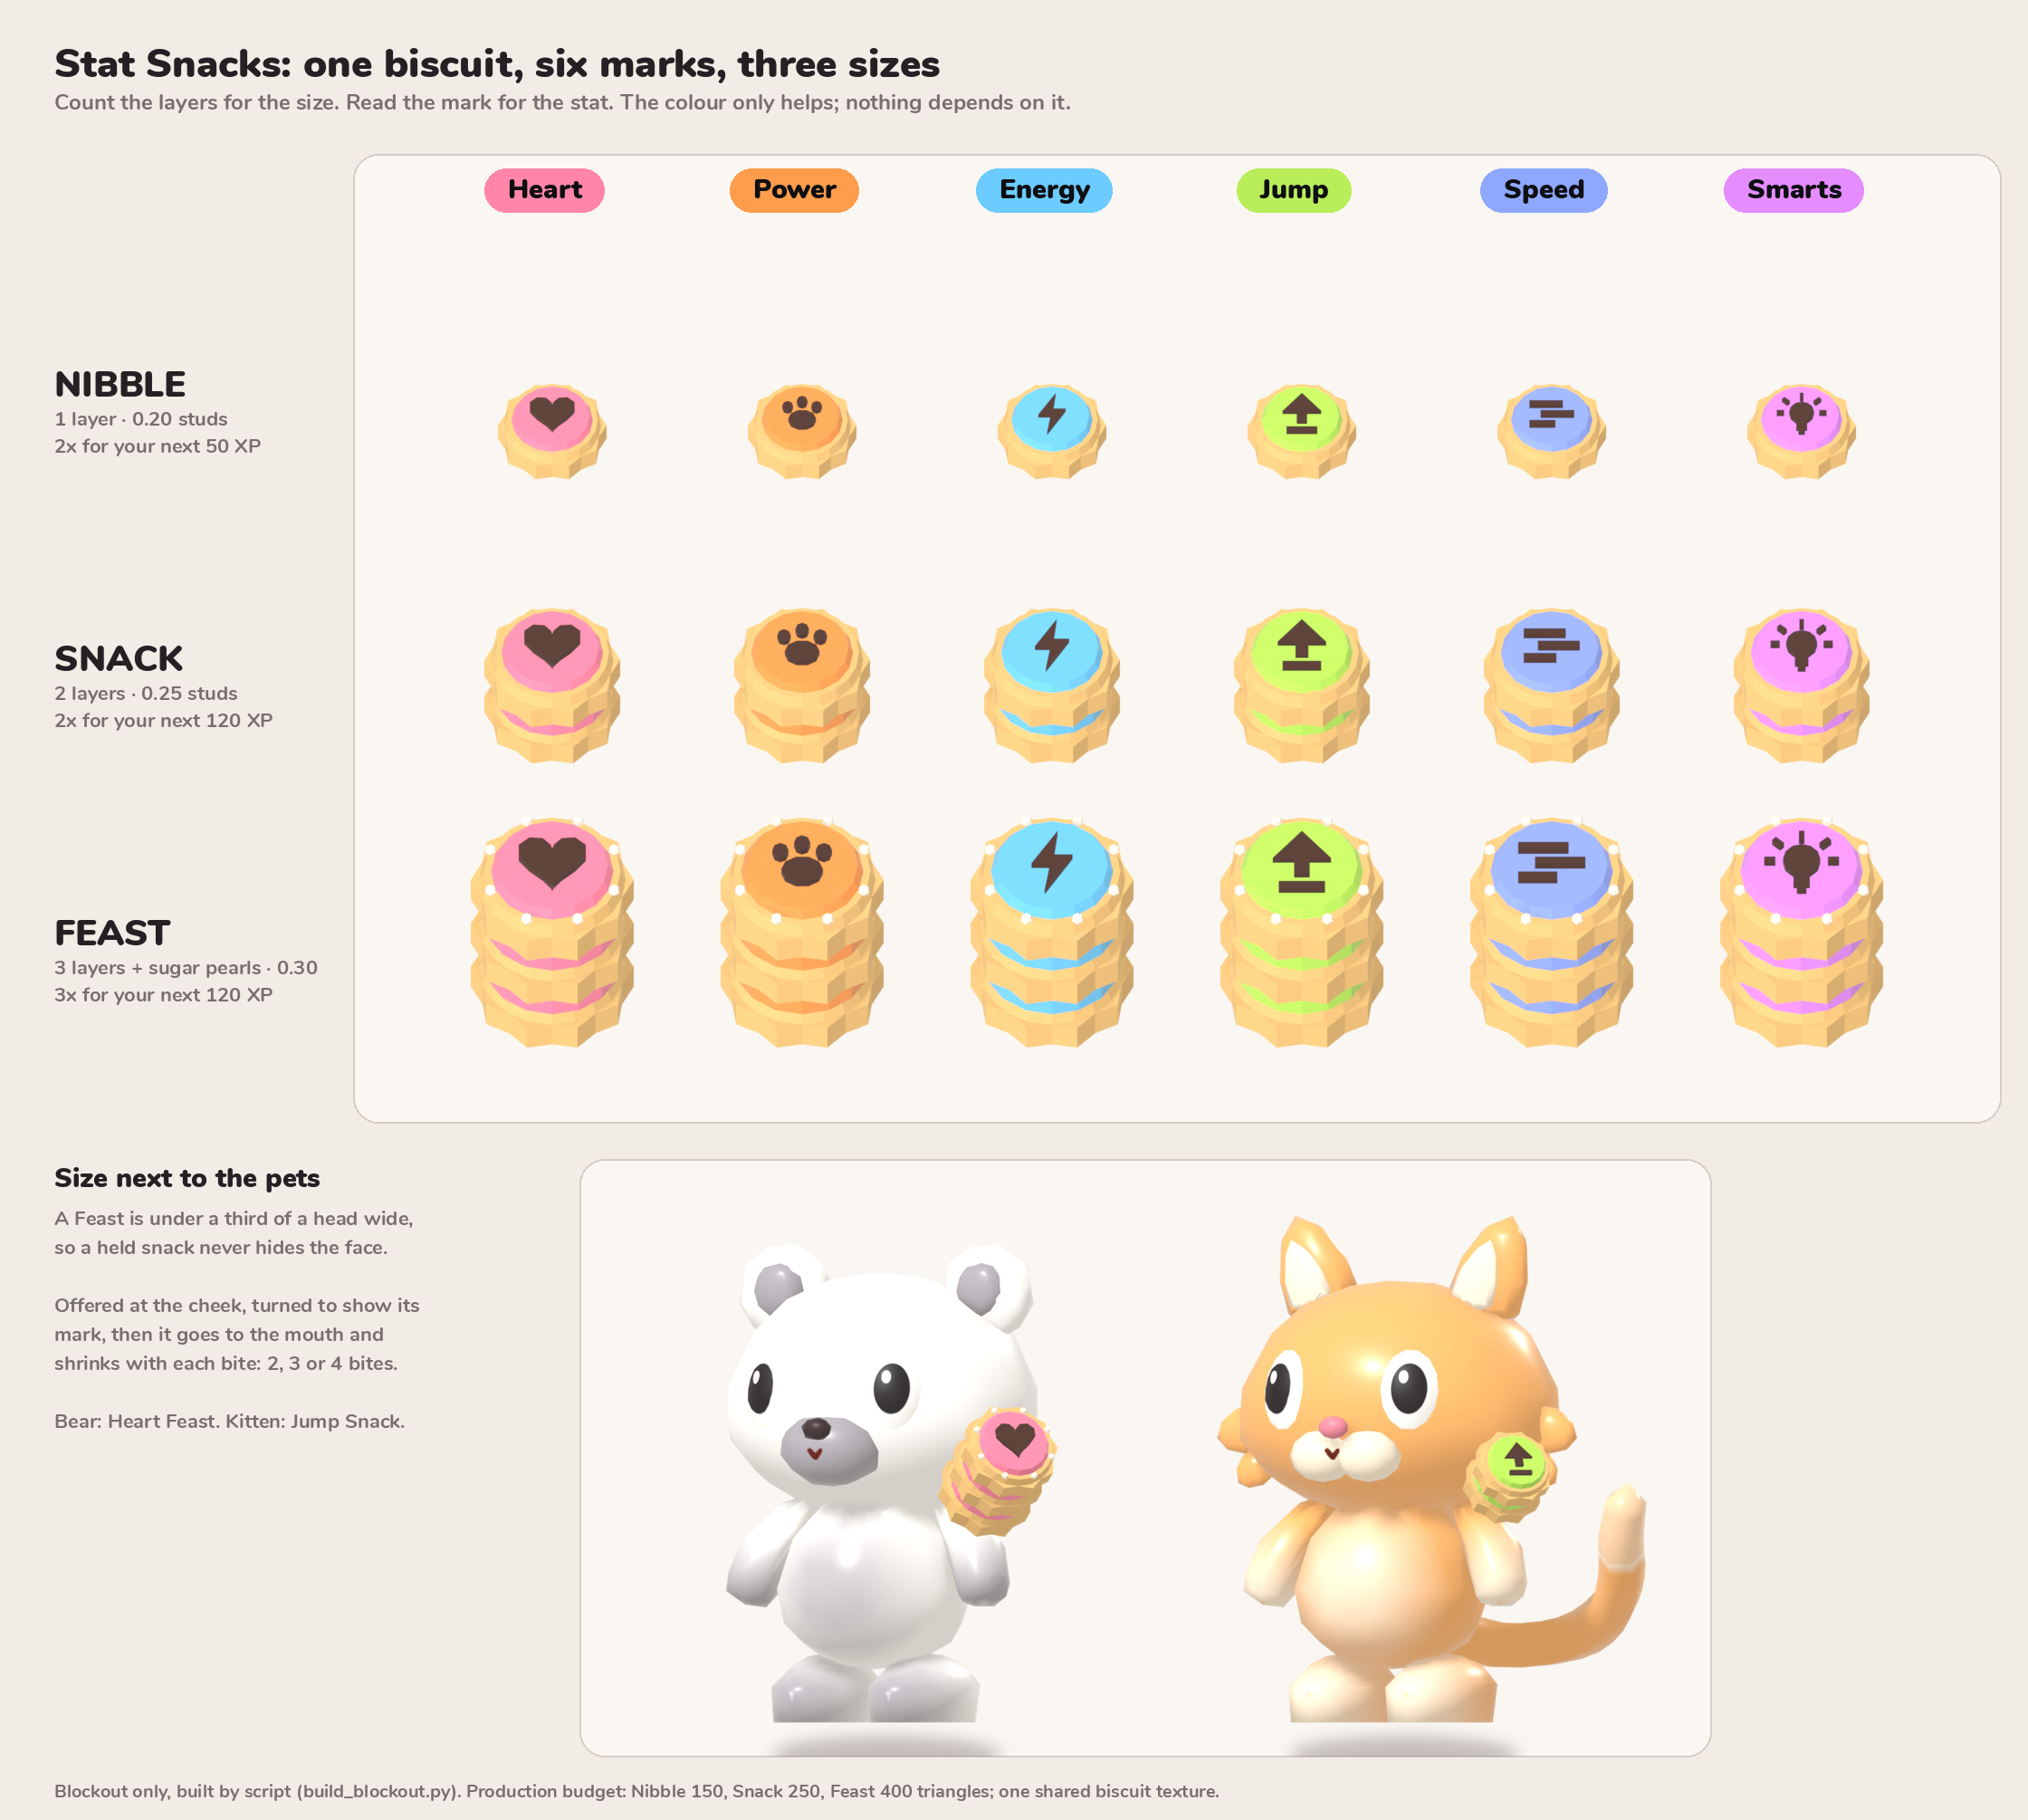 Stat Snacks: one biscuit, six marks, three sizes
Count the layers for the size. Read the mark for the stat. The colour only helps; nothing depends on it.
Heart
Power
Energy
Jump
Speed
Smarts
NIBBLE
1 layer · 0.20 studs
2x for your next 50 XP
SNACK
2 layers · 0.25 studs
2x for your next 120 XP
FEAST
3 layers + sugar pearls · 0.30
3x for your next 120 XP
Size next to the pets
A Feast is under a third of a head wide,
so a held snack never hides the face.
Offered at the cheek, turned to show its
mark, then it goes to the mouth and
shrinks with each bite: 2, 3 or 4 bites.
Bear: Heart Feast. Kitten: Jump Snack.
Blockout only, built by script (build_blockout.py). Production budget: Nibble 150, Snack 250, Feast 400 triangles; one shared biscuit texture.